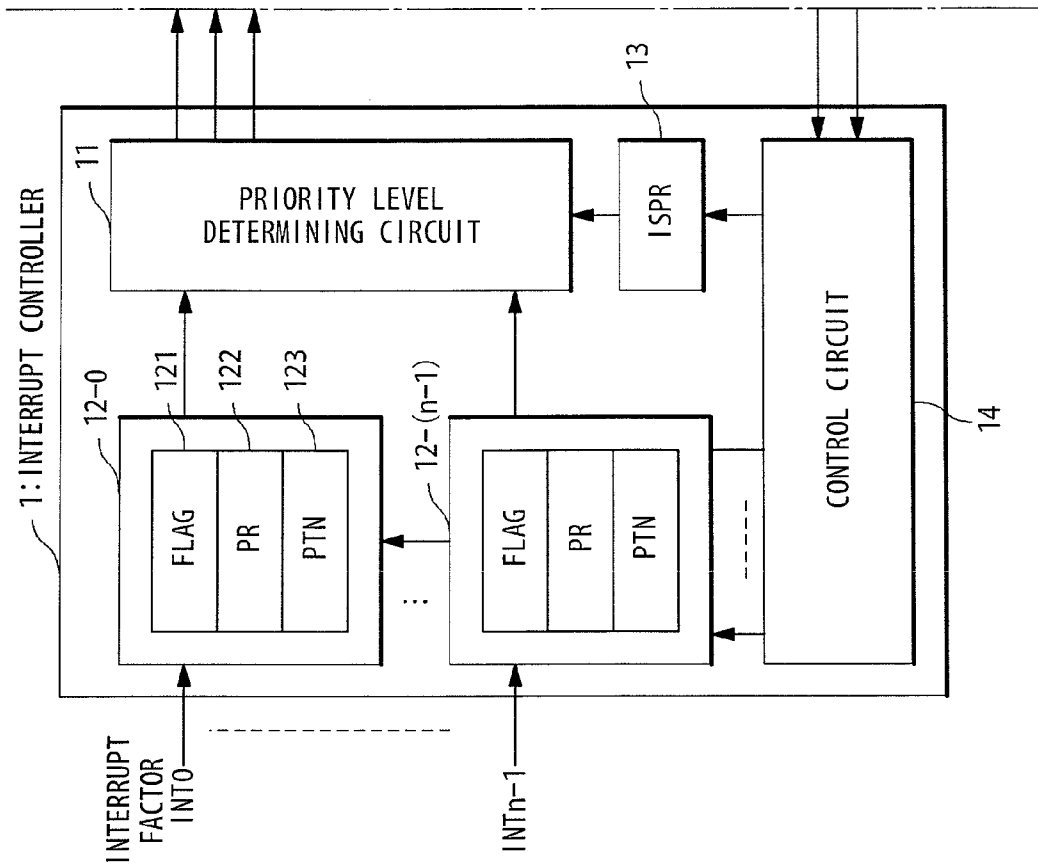 1:INTERRUPT CONTROLLER
11
PRIORITY LEVEL
DETERMINING CIRCUIT
13
ISPR
12-0
121
122
123
FLAG
PR
PTN
12-(n-1)
FLAG
PR
PTN
...
CONTROL CIRCUIT
14
INTERRUPT
FACTOR
INT0
INTn-1